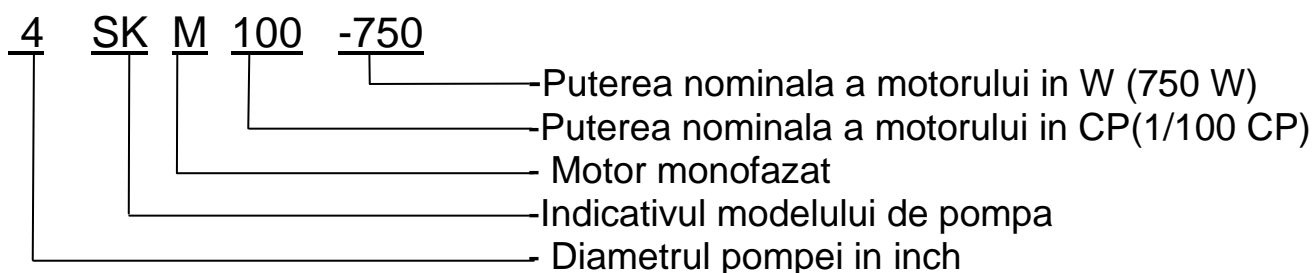 4 SK M 100 -750
-Puterea nominala a motorului in W (750 W)
-Puterea nominala a motorului in CP(1/100 CP)
- Motor monofazat
-Indicativul modelului de pompa
- Diametrul pompei in inch